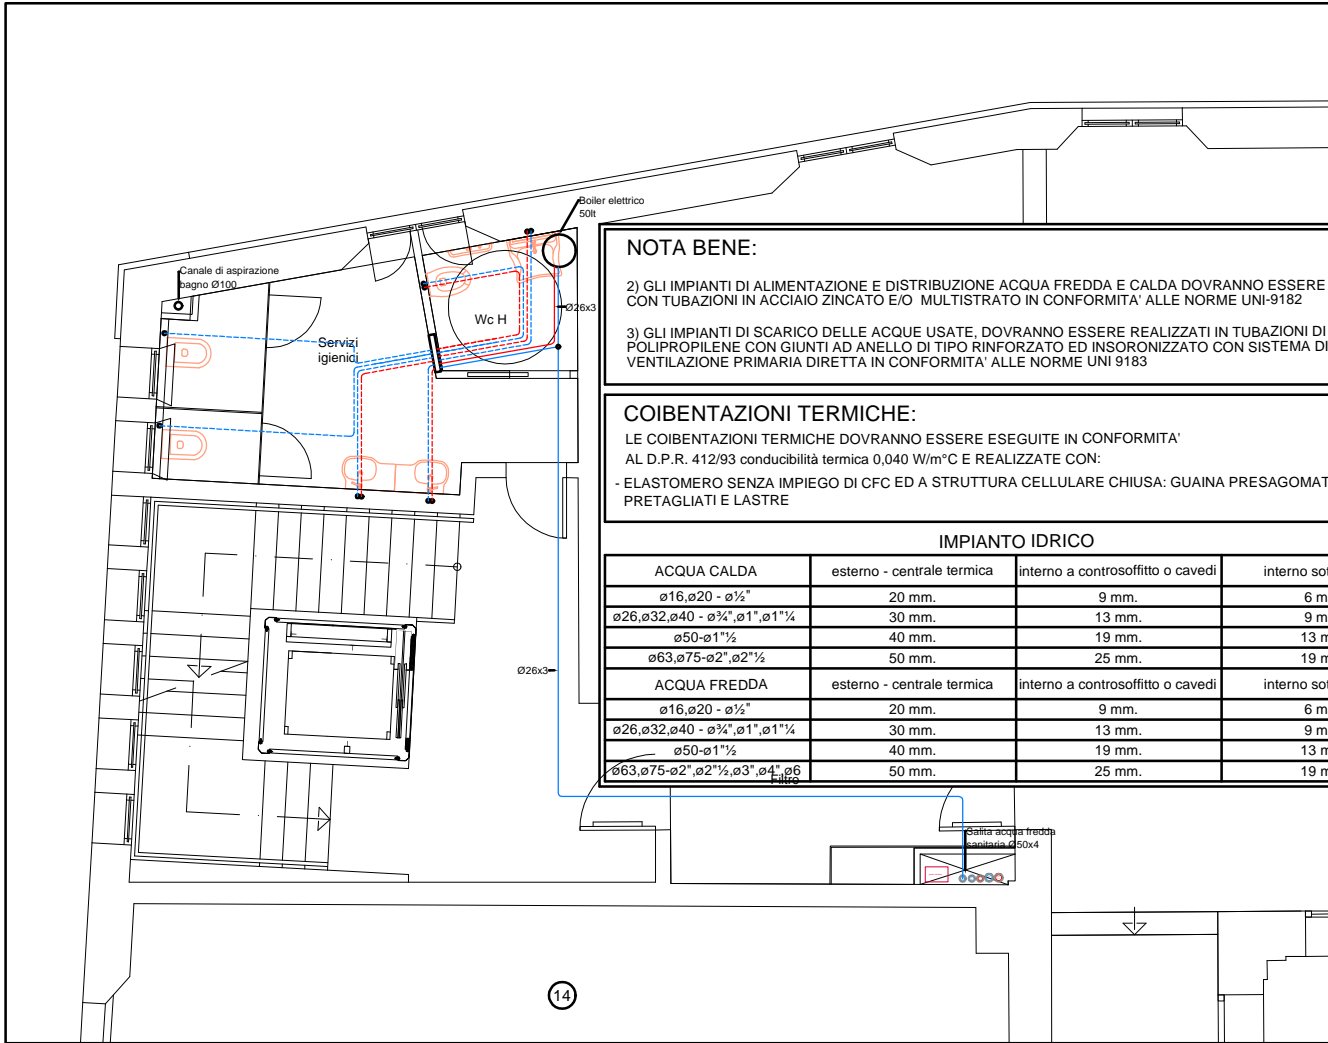 Boiler elettrico
50lt
Canale di aspirazione
bagno Ø100
Ø26x3
Wc H
Servizi
igienici
NOTA BENE:
2) GLI IMPIANTI DI ALIMENTAZIONE E DISTRIBUZIONE ACQUA FREDDA E CALDA DOVRANNO ESSERE
CON TUBAZIONI IN ACCIAIO ZINCATO E/O MULTISTRATO IN CONFORMITA' ALLE NORME UNI-9182
3) GLI IMPIANTI DI SCARICO DELLE ACQUE USATE, DOVRANNO ESSERE REALIZZATI IN TUBAZIONI DI
POLIPROPILENE CON GIUNTI AD ANELLO DI TIPO RINFORZATO ED INSORONIZZATO CON SISTEMA DI
VENTILAZIONE PRIMARIA DIRETTA IN CONFORMITA' ALLE NORME UNI 9183
COIBENTAZIONI TERMICHE:
LE COIBENTAZIONI TERMICHE DOVRANNO ESSERE ESEGUITE IN CONFORMITA'
AL D.P.R. 412/93 conducibilità termica 0,040 W/m°C E REALIZZATE CON:
- ELASTOMERO SENZA IMPIEGO DI CFC ED A STRUTTURA CELLULARE CHIUSA: GUAINA PRESAGOMAT
PRETAGLIATI E LASTRE
IMPIANTO IDRICO
ACQUA CALDA esterno - centrale termica interno a controsoffitto o cavedi interno sot
ø16,ø20 - ø½" 20 mm. 9 mm. 6 m
ø26,ø32,ø40 - ø¾",ø1",ø1"¼ 30 mm. 13 mm. 9 m
ø50-ø1"½ 40 mm. 19 mm. 13 m
ø63,ø75-ø2",ø2"½ 50 mm. 25 mm. 19 m
ACQUA FREDDA esterno - centrale termica interno a controsoffitto o cavedi interno sot
ø16,ø20 - ø½" 20 mm. 9 mm. 6 m
ø26,ø32,ø40 - ø¾",ø1",ø1"¼ 30 mm. 13 mm. 9 m
ø50-ø1"½ 40 mm. 19 mm. 13 m
ø63,ø75-ø2",ø2"½,ø3",ø4",ø6 50 mm. 25 mm. 19 m
Filtro
Ø26x3
Salita acqua fredda
sanitaria Ø50x4
14